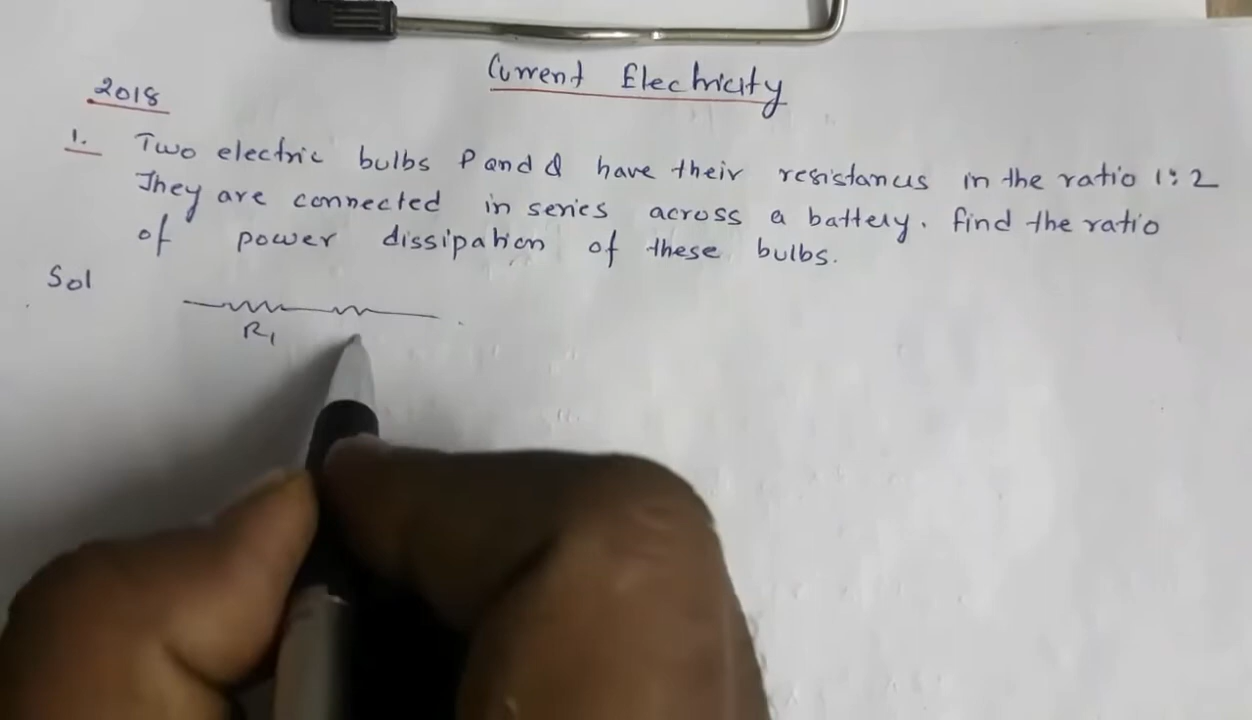 Current Electricity
2018
1. Two electric bulbs P and Q have their resistances in the ratio 1:2
They are connected in series across a battery. find the ratio
of power dissipation of these bulbs.
Sol
R1